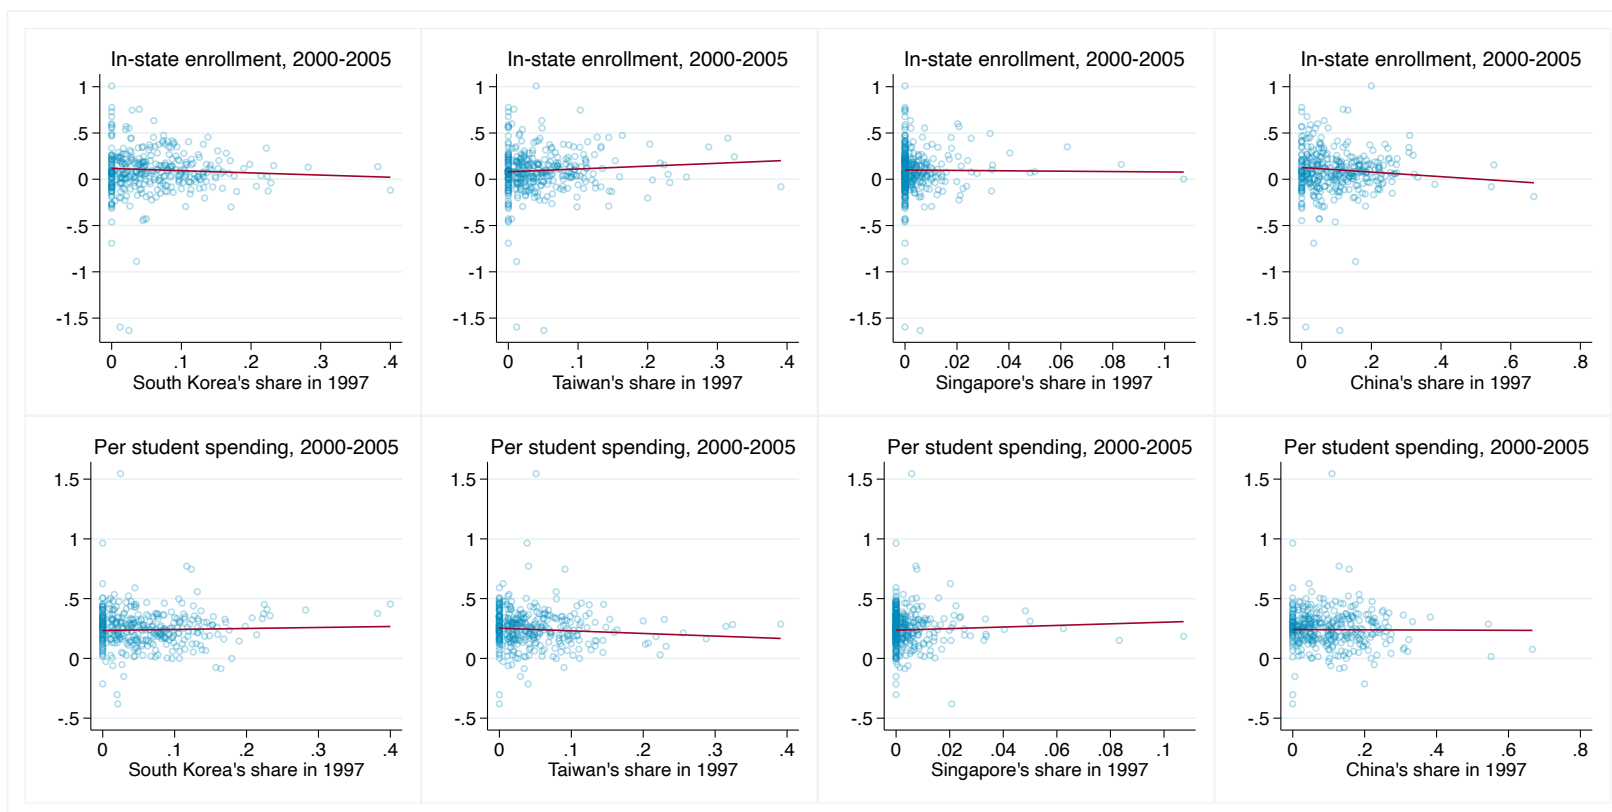 In-state enrollment, 2000-2005
1
.5
0
-.5
-1
-1.5
0 .1 .2 .3 .4
South Korea's share in 1997
In-state enrollment, 2000-2005
1
.5
0
-.5
-1
-1.5
0 .1 .2 .3 .4
Taiwan's share in 1997
In-state enrollment, 2000-2005
1
.5
0
-.5
-1
-1.5
0 .02 .04 .06 .08 .1
Singapore's share in 1997
In-state enrollment, 2000-2005
1
.5
0
-.5
-1
-1.5
0 .2 .4 .6 .8
China's share in 1997
Per student spending, 2000-2005
1.5
1
.5
0
-.5
0 .1 .2 .3 .4
South Korea's share in 1997
Per student spending, 2000-2005
1.5
1
.5
0
-.5
0 .1 .2 .3 .4
Taiwan's share in 1997
Per student spending, 2000-2005
1.5
1
.5
0
-.5
0 .02 .04 .06 .08 .1
Singapore's share in 1997
Per student spending, 2000-2005
1.5
1
.5
0
-.5
0 .2 .4 .6 .8
China's share in 1997